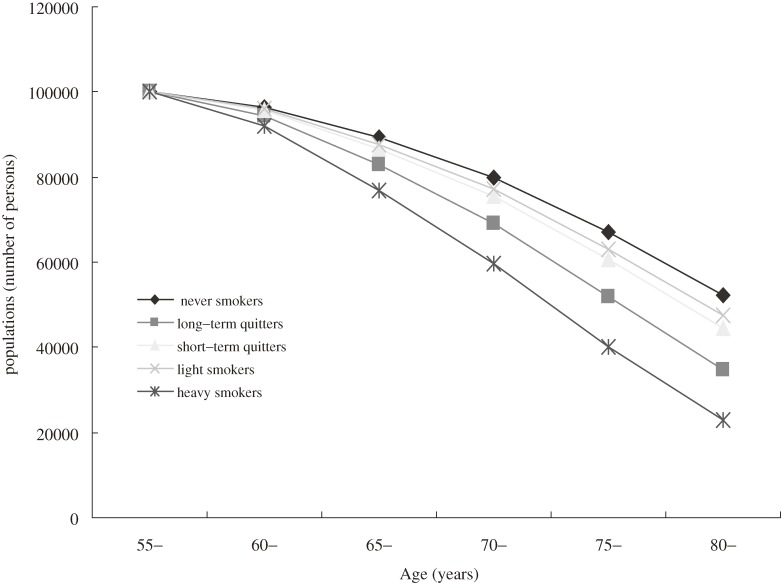 120000
100000
80000
60000
40000
20000
0
populations (number of persons)
never smokers
long–term quitters
short–term quitters
light smokers
heavy smokers
55– 60– 65– 70– 75– 80–
Age (years)